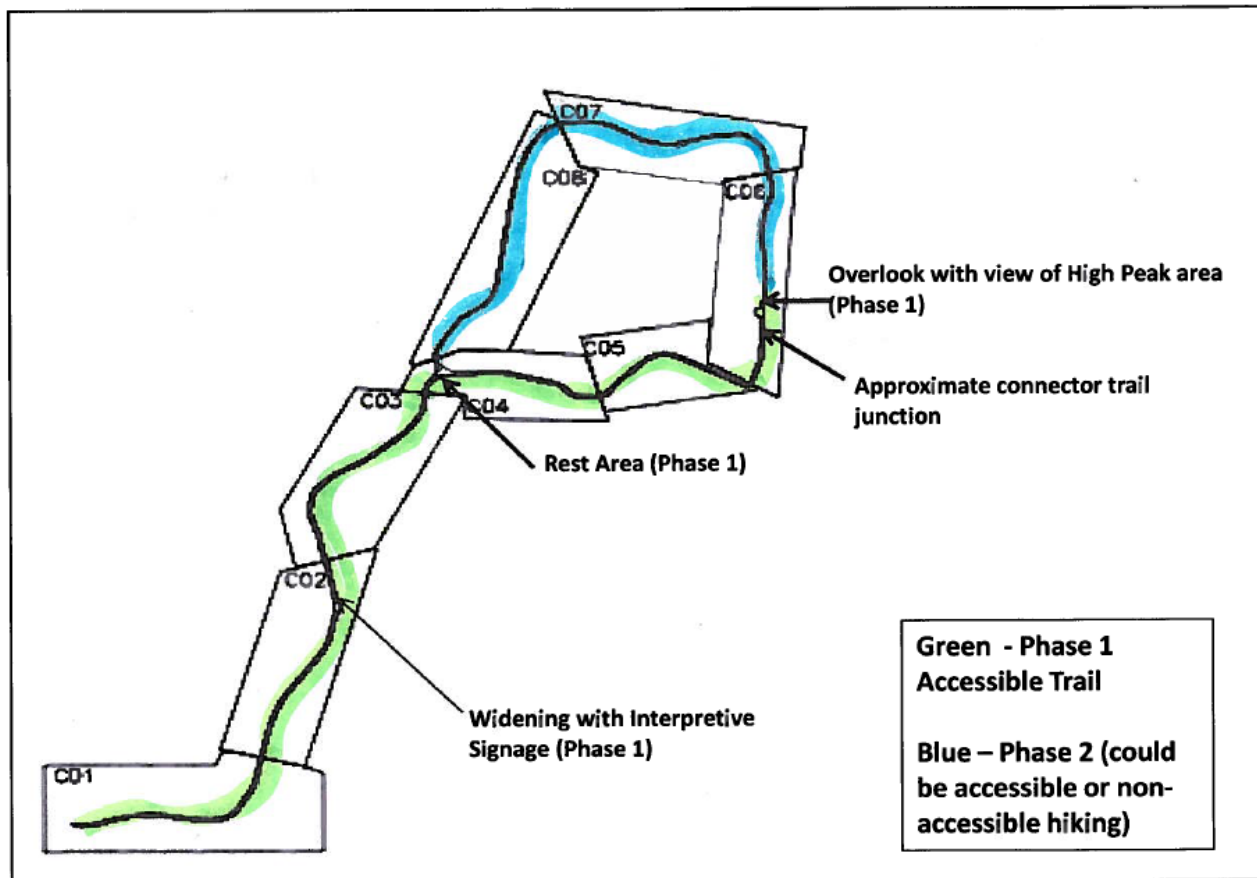 C07
C08
C06
Overlook with view of High Peak area
(Phase 1)
C05
Approximate connector trail
junction
C03
C04
Rest Area (Phase 1)
C02
Green - Phase 1
Accessible Trail
Widening with Interpretive
Signage (Phase 1)
Blue – Phase 2 (could
be accessible or non-
accessible hiking)
C01